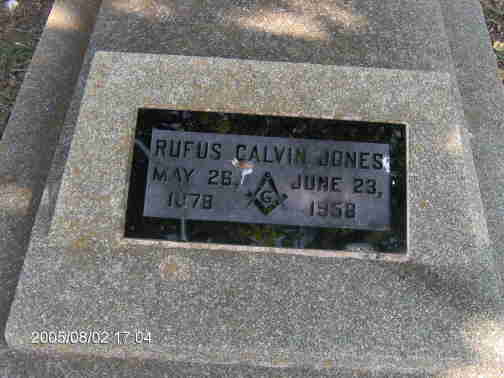 RUFUS CALVIN JONES
MAY 26, JUNE 23,
1878 1958
G
2005/08/02 17:04